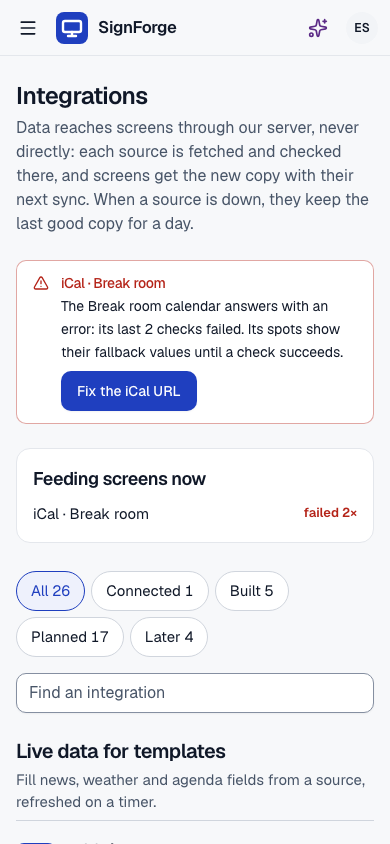 SignForge
ES
Integrations
Data reaches screens through our server, never
directly: each source is fetched and checked
there, and screens get the new copy with their
next sync. When a source is down, they keep the
last good copy for a day.
iCal · Break room
The Break room calendar answers with an
error: its last 2 checks failed. Its spots show
their fallback values until a check succeeds.
Fix the iCal URL
Feeding screens now
iCal · Break room
failed 2×
All 26
Connected 1
Built 5
Planned 17
Later 4
Find an integration
Live data for templates
Fill news, weather and agenda fields from a source,
refreshed on a timer.